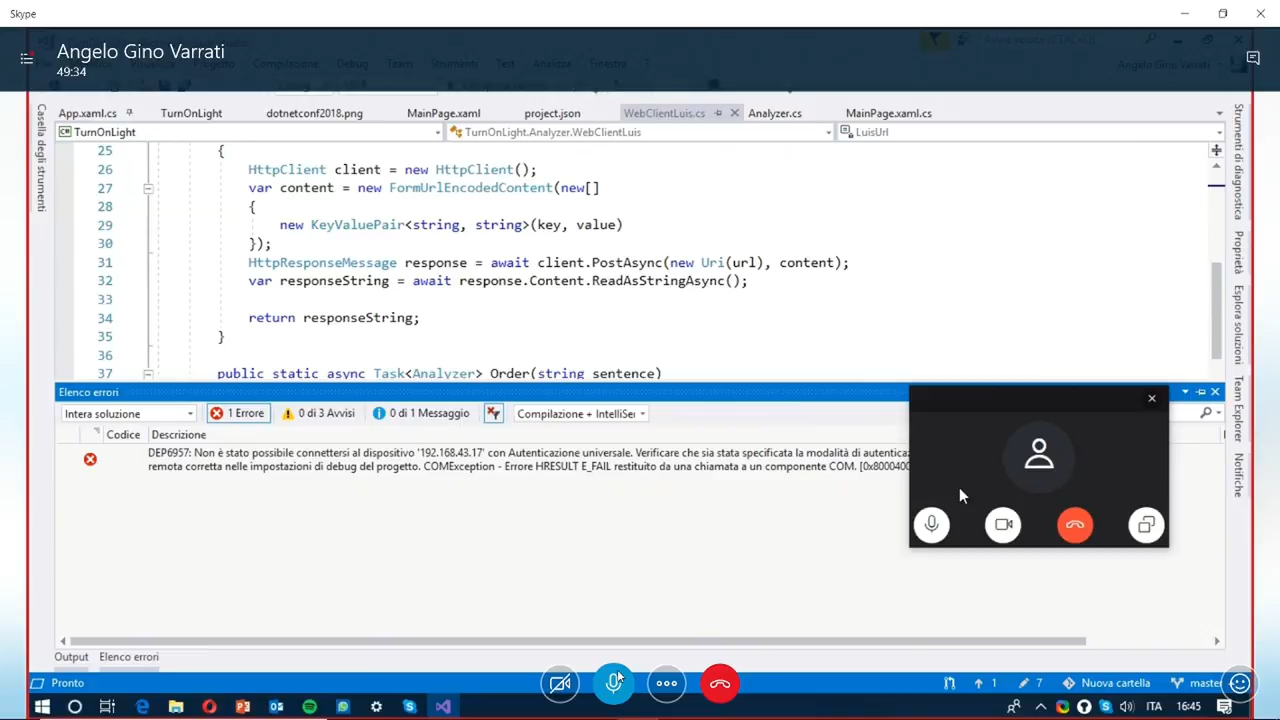 Skype
Angelo Gino Varrati
49:34
App.xaml.cs TurnOnLight dotnetconf2018.png MainPage.xaml project.json WebClientLuis.cs Analyzer.cs MainPage.xaml.cs
TurnOnLight TurnOnLight.Analyzer.WebClientLuis LuisUrl
Casella degli strumenti
25 {
26 HttpClient client = new HttpClient();
27 var content = new FormUrlEncodedContent(new[]
28 {
29 new KeyValuePair<string, string>(key, value)
30 });
31 HttpResponseMessage response = await client.PostAsync(new Uri(url), content);
32 var responseString = await response.Content.ReadAsStringAsync();
33
34 return responseString;
35 }
36
37 public static async Task<Analyzer> Order(string sentence)
Strumenti di diagnostica
Proprietà
Esplora soluzioni
Team Explorer
Notifiche
Elenco errori
Intera soluzione 1 Errore 0 di 3 Avvisi 0 di 1 Messaggio Compilazione + IntelliSe
Codice Descrizione
DEP6957: Non è stato possibile connettersi al dispositivo '192.168.43.17' con Autenticazione universale. Verificare che sia stata specificata la modalità di autenticaz
remota corretta nelle impostazioni di debug del progetto. COMException - Errore HRESULT E_FAIL restituito da una chiamata a un componente COM. [0x8000400
Output Elenco errori
Pronto 1 7 Nuova cartella master
ITA 16:45